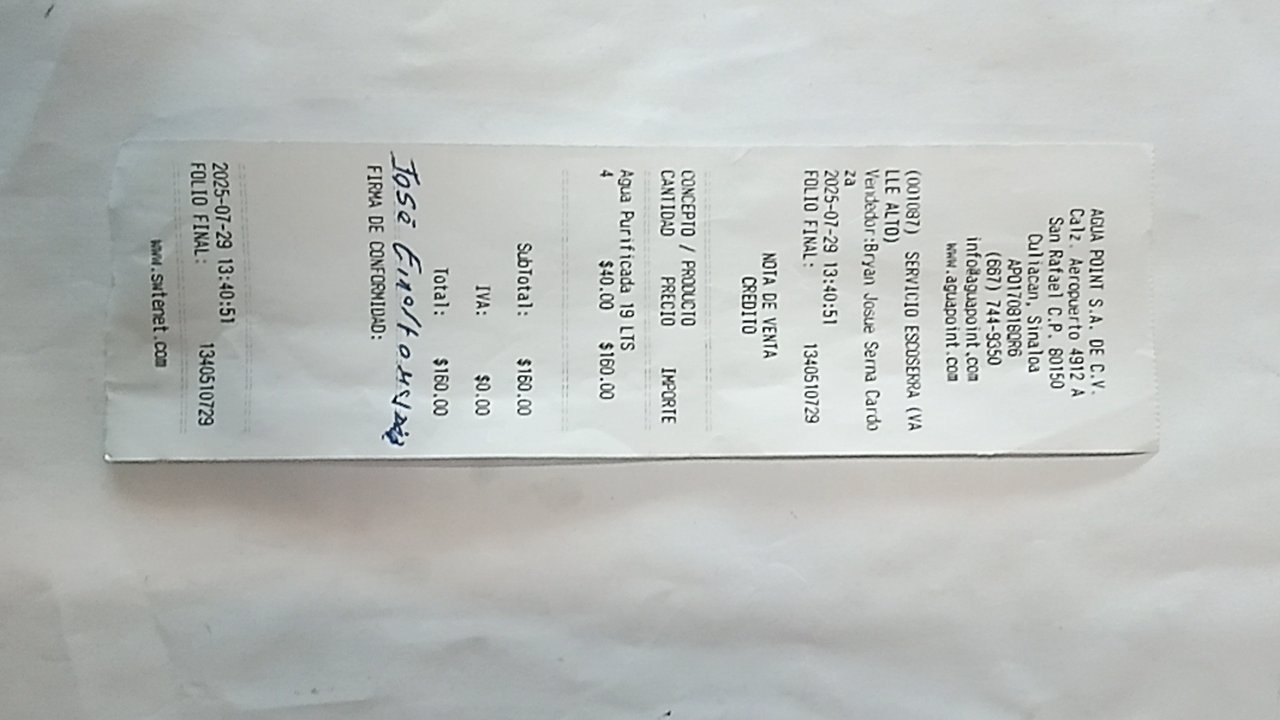 AGUA POINT S.A. DE C.V.
Calz. Aeropuerto 4912 A
San Rafael C.P. 80150
Culiacan, Sinaloa
APO170818QR6
(667) 744-9350
info@aguapoint.com
www.aguapoint.com
(001087) SERVICIO ESCOSERRA (VA
LLE ALTO)
Vendedor:Bryan Josue Serna Cardo
za
2025-07-29 13:40:51
FOLIO FINAL: 1340510729
NOTA DE VENTA
CREDITO
CONCEPTO / PRODUCTO
CANTIDAD PRECIO IMPORTE
Agua Purificada 19 LTS
4 $40.00 $160.00
SubTotal: $160.00
IVA: $0.00
Total: $160.00
José
FIRMA DE CONFORMIDAD:
2025-07-29 13:40:51
FOLIO FINAL: 1340510729
www.swtenet.com